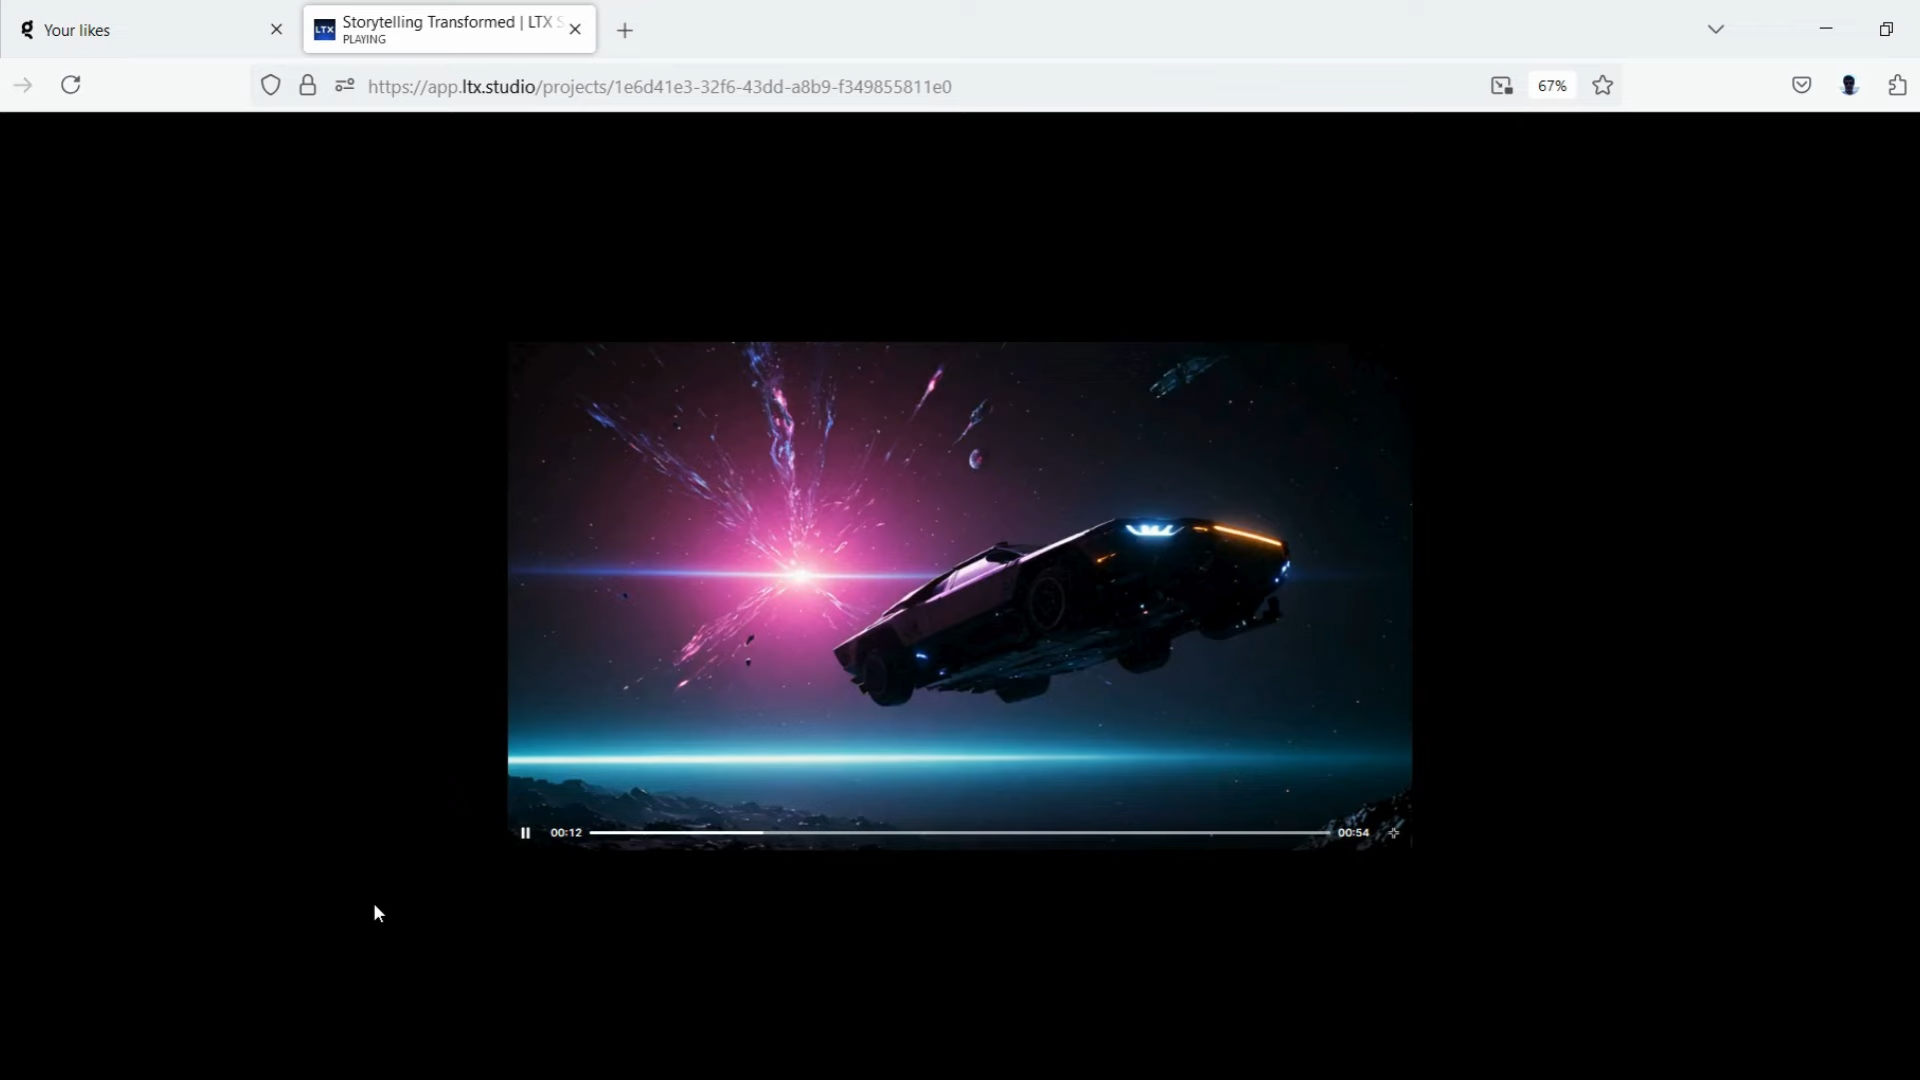 Your likes
LTX
Storytelling Transformed | LTX S
PLAYING
https://app.ltx.studio/projects/1e6d41e3-32f6-43dd-a8b9-f349855811e0
67%
00:12
00:54